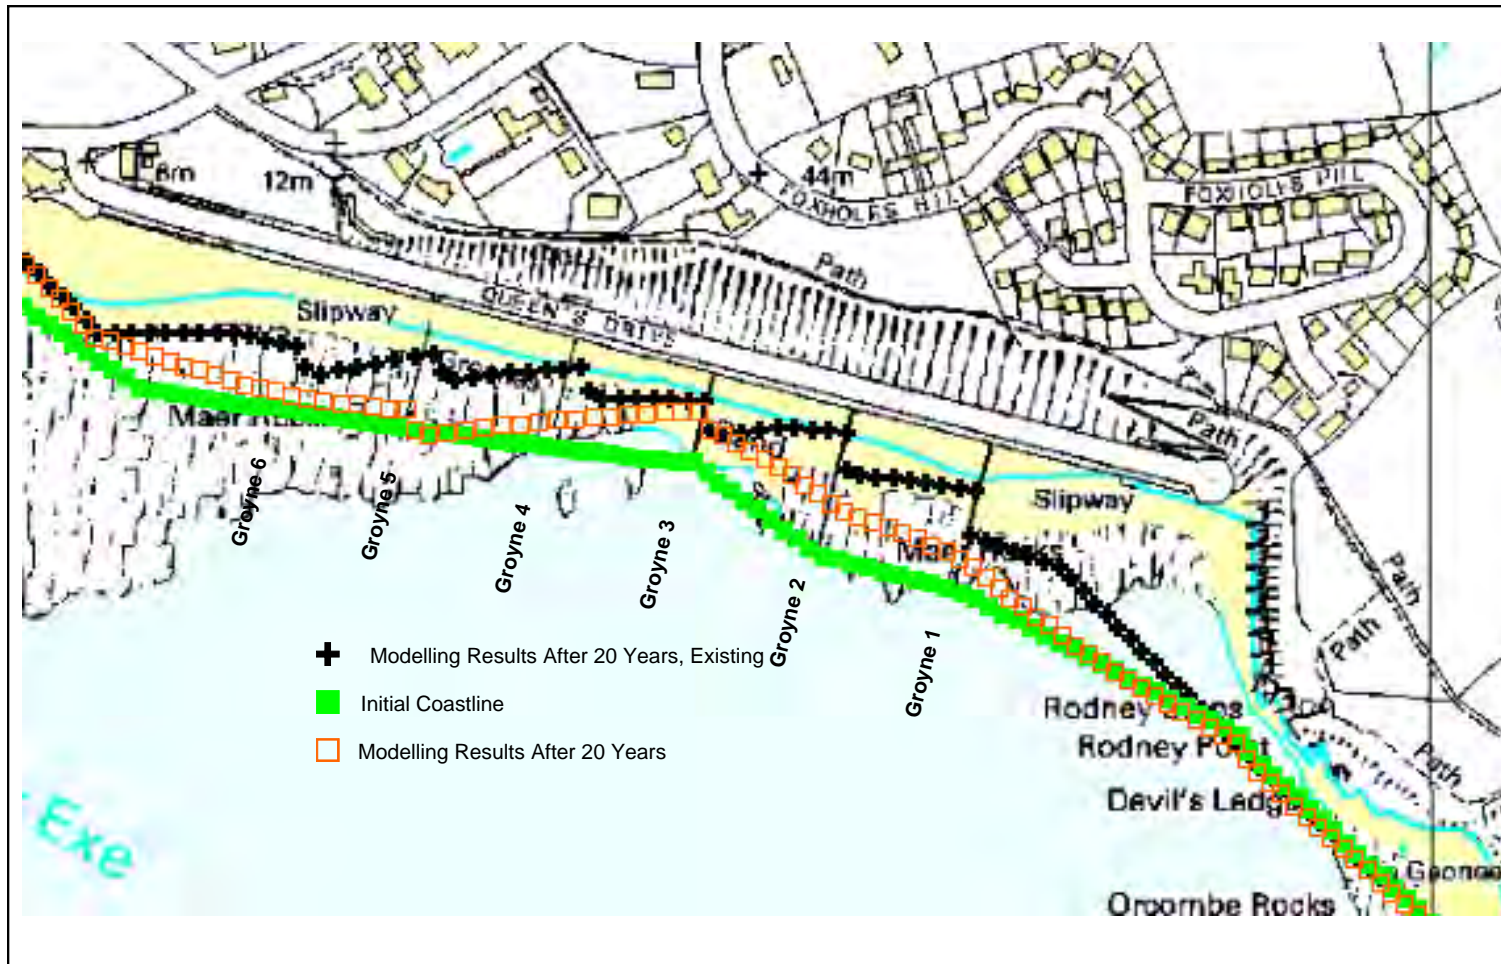 6m
12m
44m
FOXHOLES HILL
FOXHOLES HILL
Path
Slipway
QUEEN'S DRIVE
Path
Slipway
Maer Rocks
Path
Path
Groyne 6
Groyne 5
Groyne 4
Groyne 3
Groyne 2
Groyne 1
Modelling Results After 20 Years, Existing
Initial Coastline
Modelling Results After 20 Years
Rodney Steps
Rodney Point
Path
Devil's Ledge
Exe
Orcombe Rocks